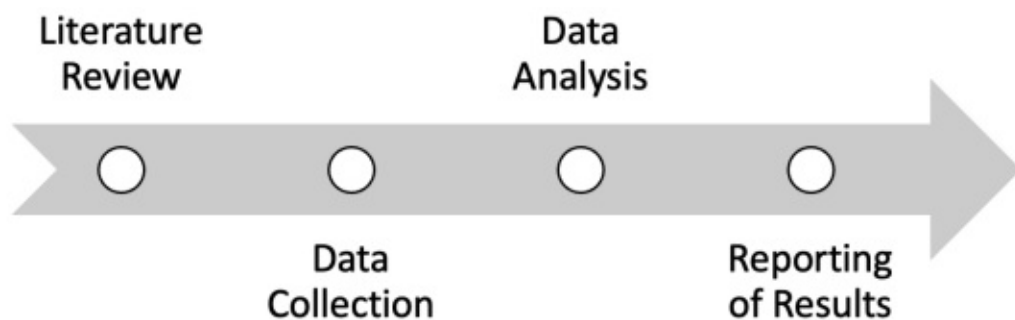 Literature
Review
Data
Collection
Data
Analysis
Reporting
of Results